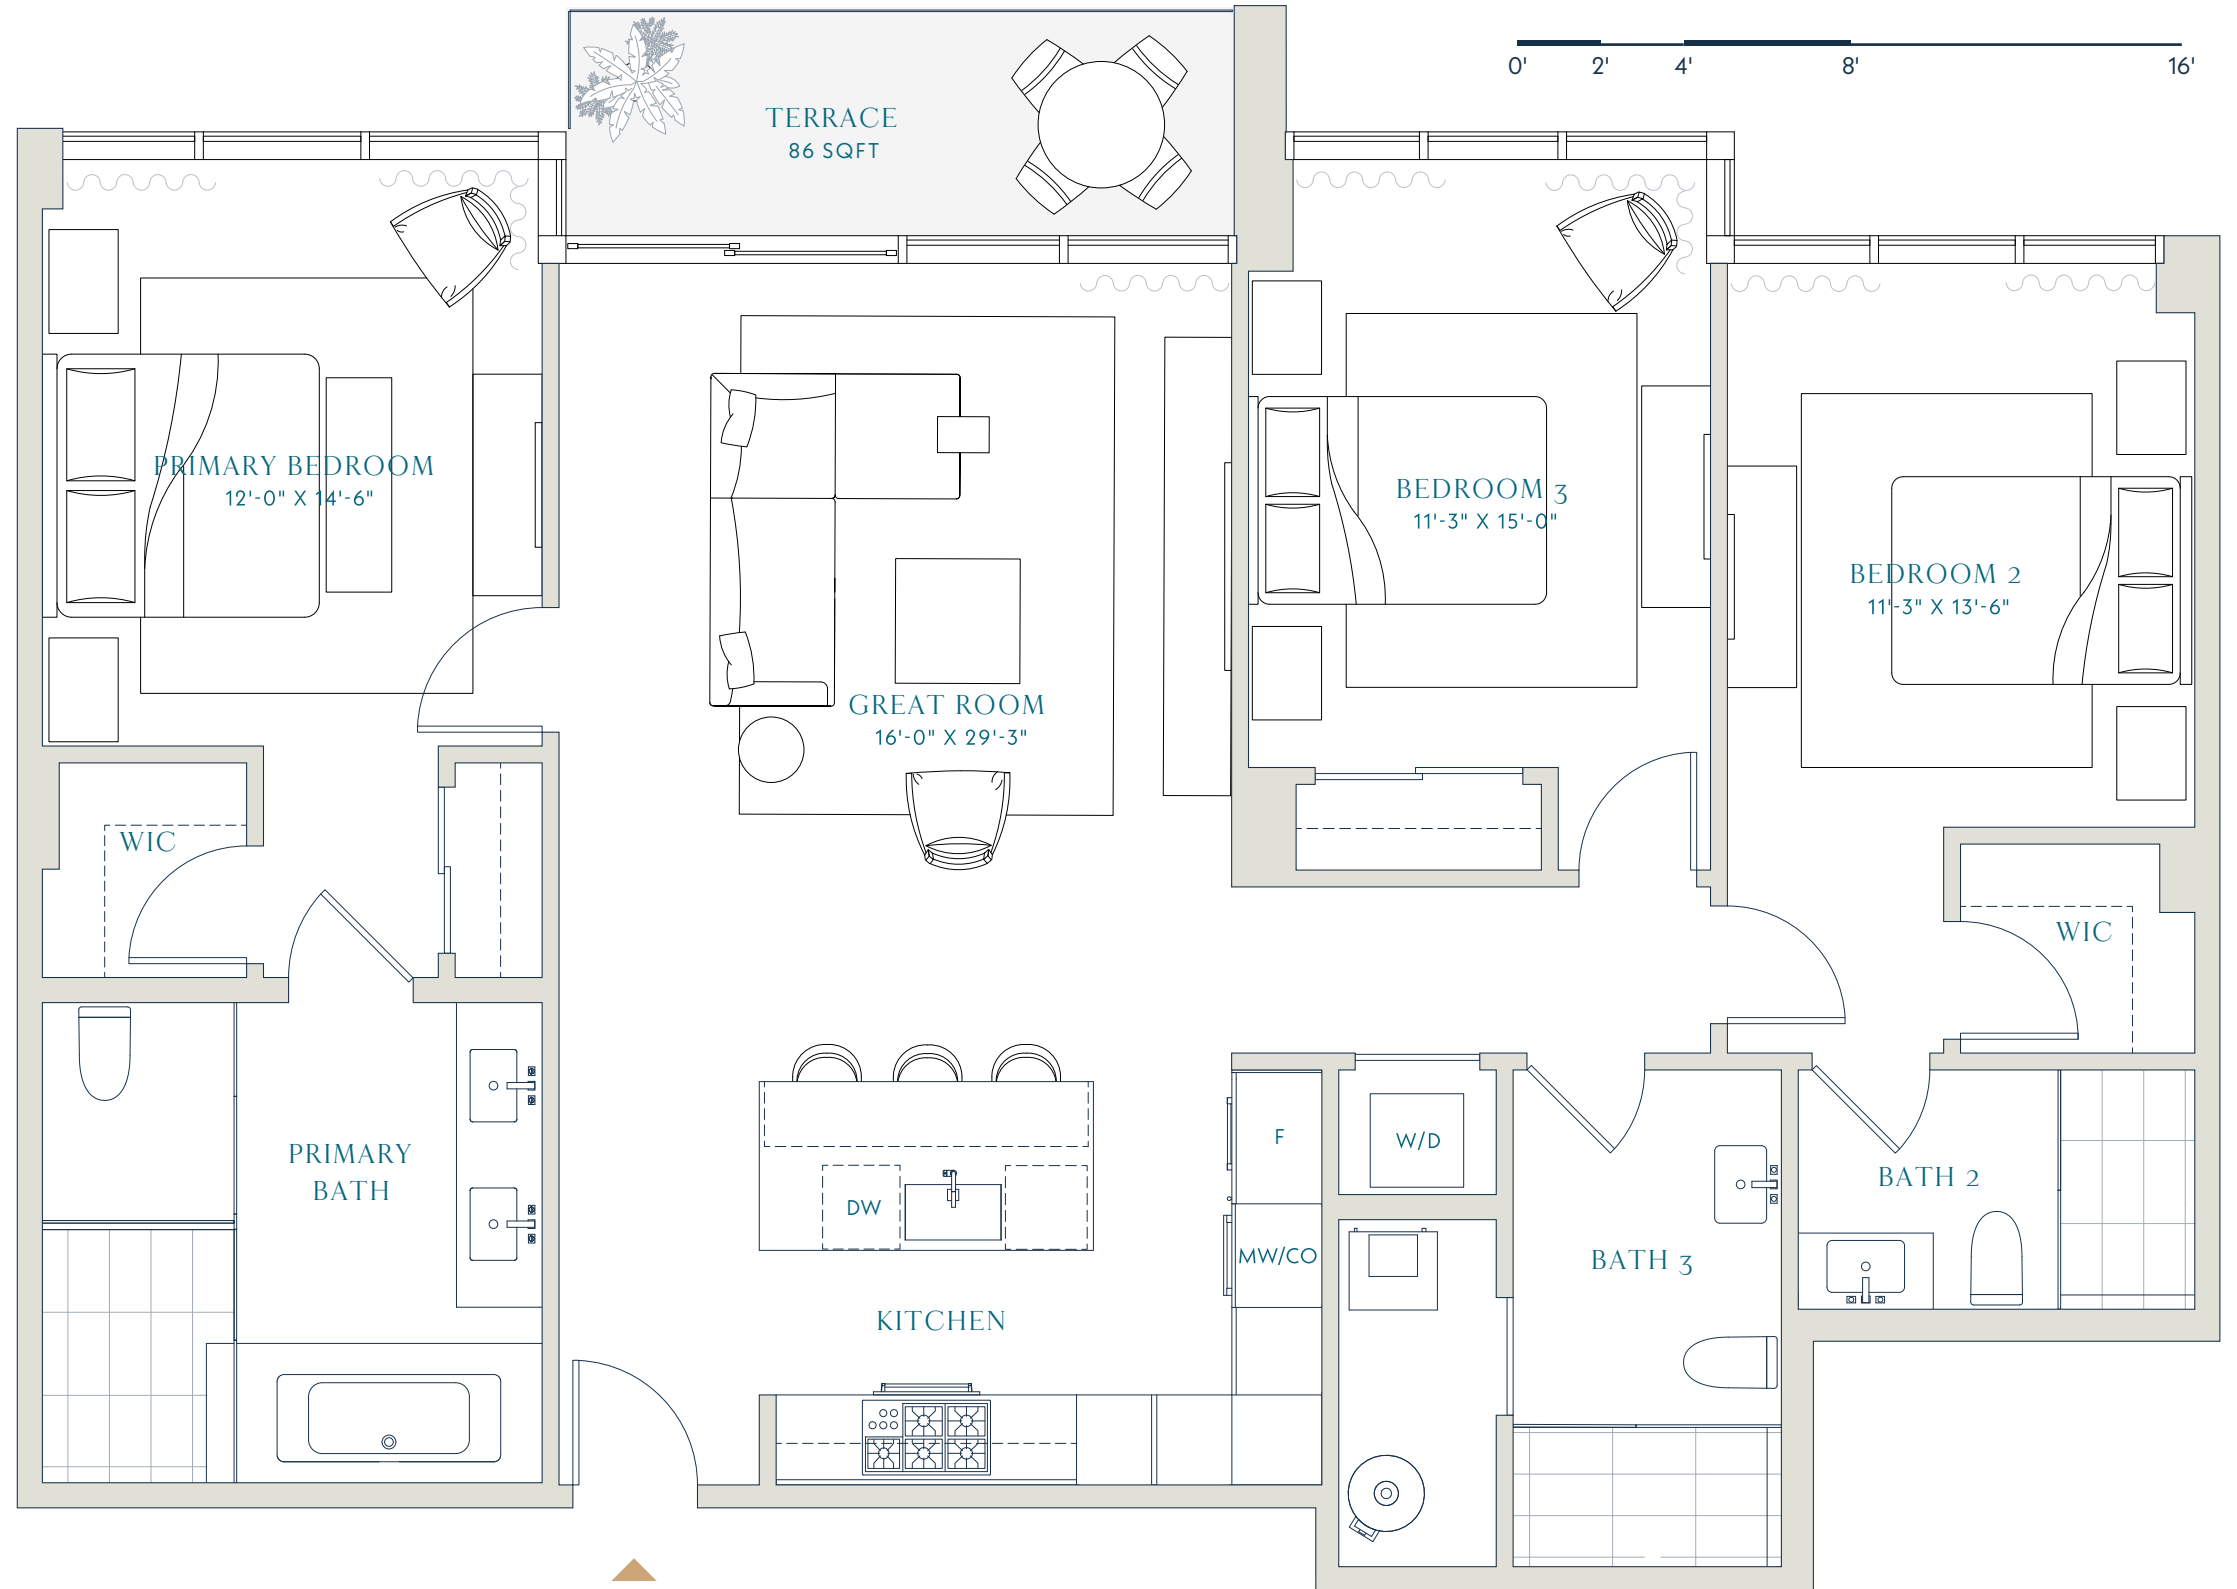 0' 2' 4' 8' 16'
TERRACE
86 SQFT
PRIMARY BEDROOM
12'-0" X 14'-6"
BEDROOM 3
11'-3" X 15'-0"
BEDROOM 2
11'-3" X 13'-6"
GREAT ROOM
16'-0" X 29'-3"
WIC
WIC
PRIMARY
BATH
F
W/D
BATH 2
DW
MW/CO
BATH 3
KITCHEN